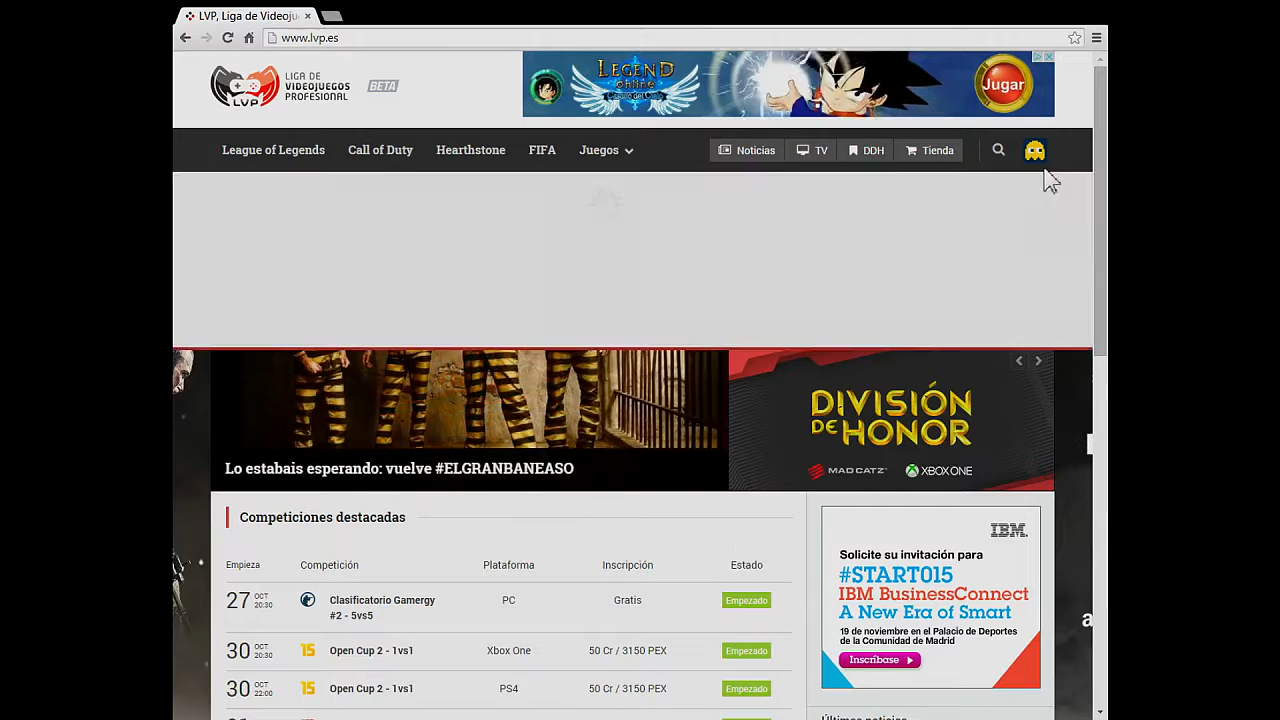 LVP, Liga de Videoju
www.lvp.es
LVP
LIGA DE
VIDEOJUEGOS
PROFESIONAL
BETA
LEGEND
online
Jugar
League of Legends
Call of Duty
Hearthstone
FIFA
Juegos
Noticias
TV
DDH
Tienda
Lo estabais esperando: vuelve #ELGRANBANEASO
DIVISIÓN
DE HONOR
MAD CATZ
XBOX ONE
Competiciones destacadas
Empieza Competición Plataforma Inscripción Estado
27 OCT 20:30 Clasificatorio Gamergy #2 - 5vs5 PC Gratis Empezado
30 OCT 20:30 15 Open Cup 2 - 1vs1 Xbox One 50 Cr / 3150 PEX Empezado
30 OCT 22:00 15 Open Cup 2 - 1vs1 PS4 50 Cr / 3150 PEX Empezado
IBM
Solicite su invitación para
#START015
IBM BusinessConnect
A New Era of Smart
19 de noviembre en el Palacio de Deportes
de la Comunidad de Madrid
Inscríbase
Últimas noticias